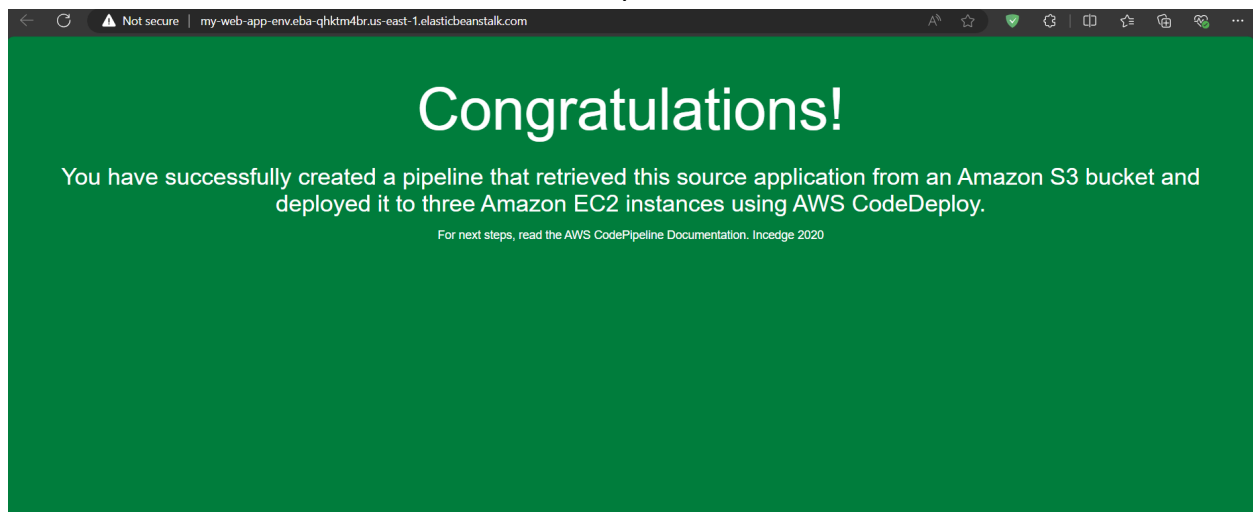 Not secure my-web-app-env.eba-qhktm4br.us-east-1.elasticbeanstalk.com
Congratulations!
You have successfully created a pipeline that retrieved this source application from an Amazon S3 bucket and
deployed it to three Amazon EC2 instances using AWS CodeDeploy.
For next steps, read the AWS CodePipeline Documentation. Incedge 2020